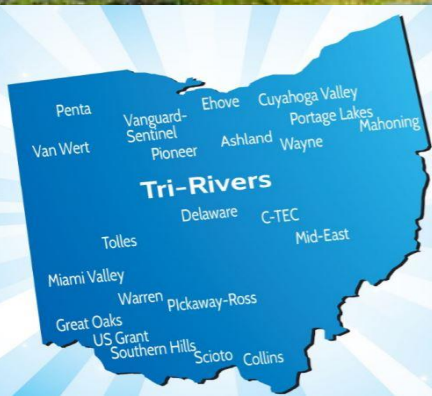 Penta
Vanguard-
Sentinel
Ehove
Cuyahoga Valley
Portage Lakes
Mahoning
Van Wert
Pioneer
Ashland
Wayne
Tri-Rivers
Delaware
C-TEC
Tolles
Mid-East
Miami Valley
Warren
PIckaway-Ross
Great Oaks
US Grant
Southern Hills
Scioto
Collins